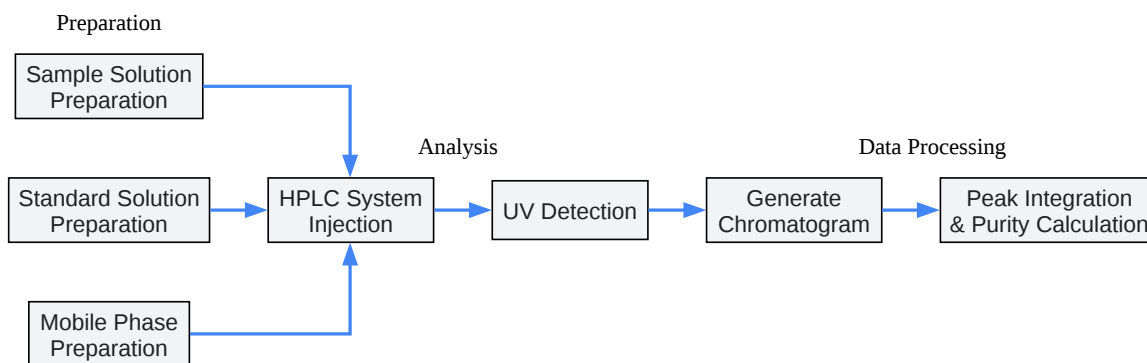 Preparation
Sample Solution
Preparation
Analysis
Data Processing
Standard Solution
Preparation
HPLC System
Injection
UV Detection
Generate
Chromatogram
Peak Integration
& Purity Calculation
Mobile Phase
Preparation